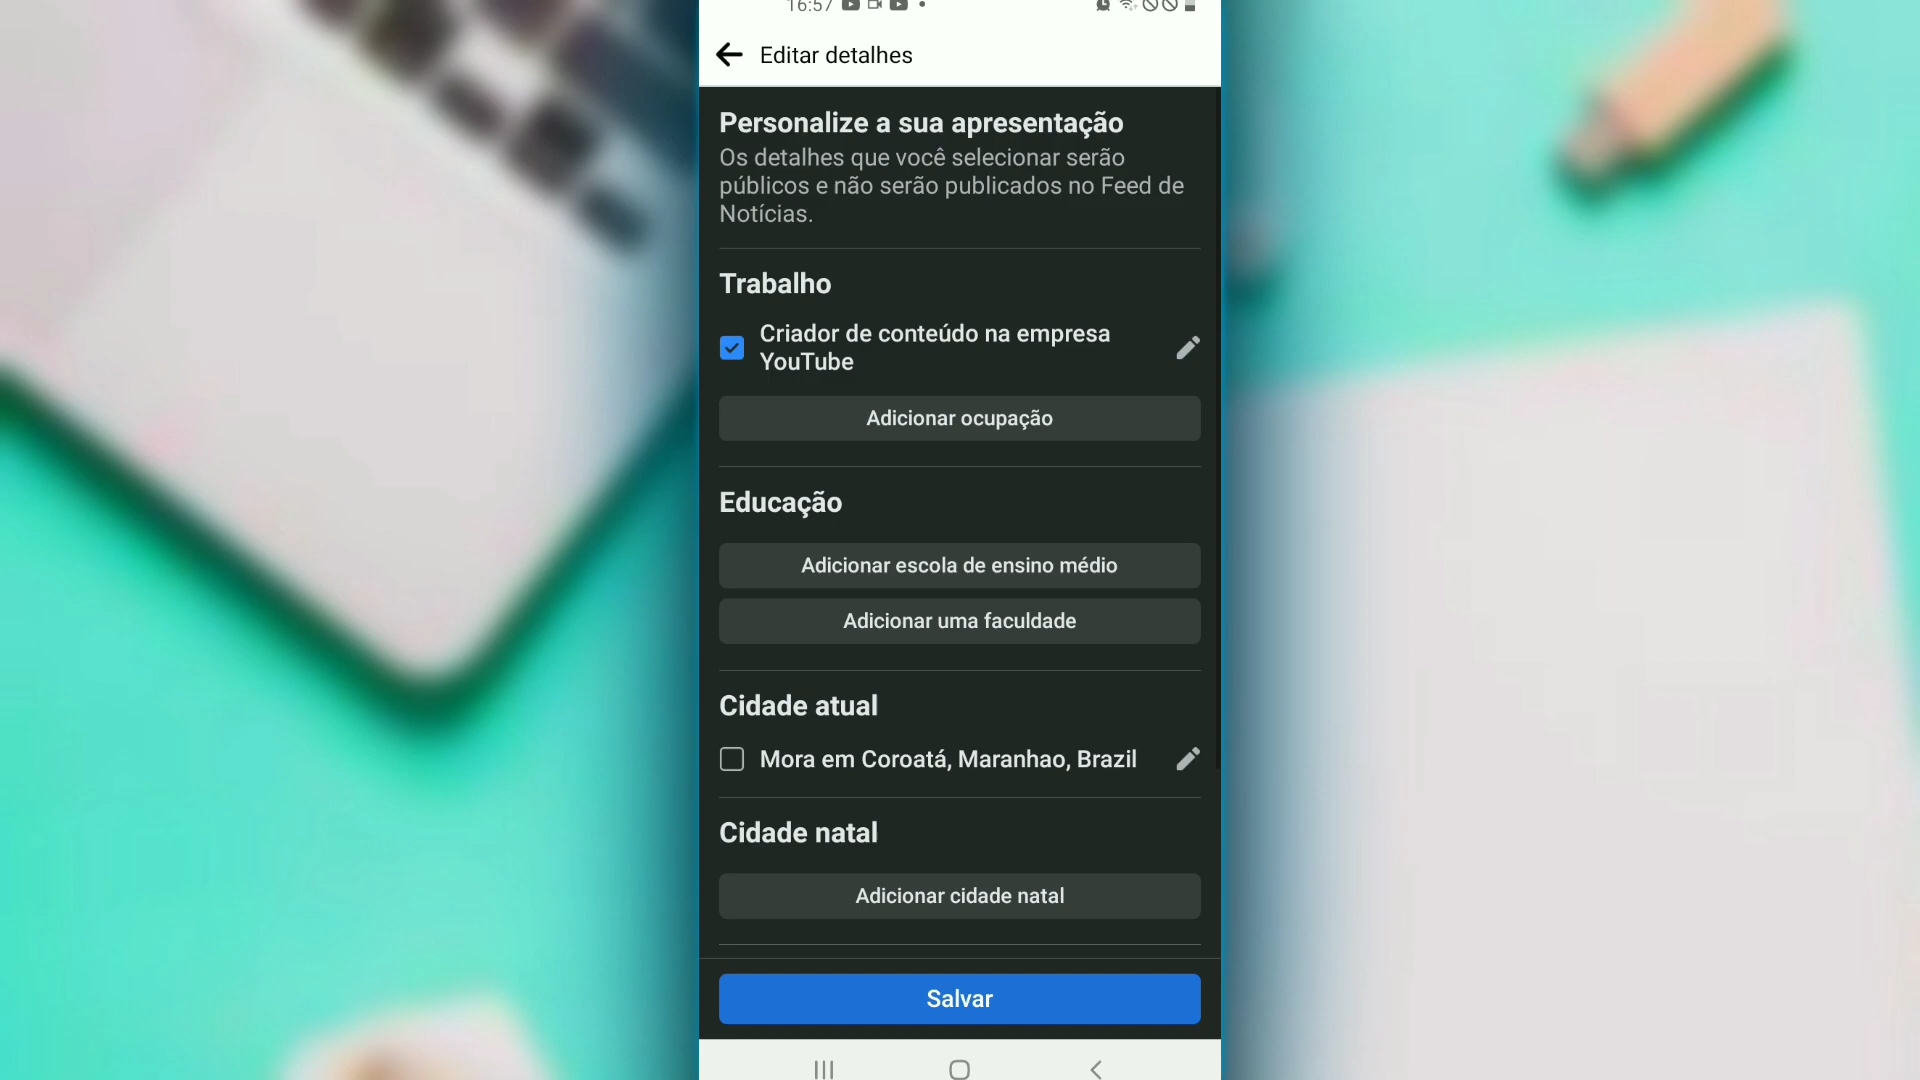 16:57
Editar detalhes
Personalize a sua apresentação
Os detalhes que você selecionar serão
públicos e não serão publicados no Feed de
Notícias.
Trabalho
Criador de conteúdo na empresa
YouTube
Adicionar ocupação
Educação
Adicionar escola de ensino médio
Adicionar uma faculdade
Cidade atual
Mora em Coroatá, Maranhao, Brazil
Cidade natal
Adicionar cidade natal
Salvar